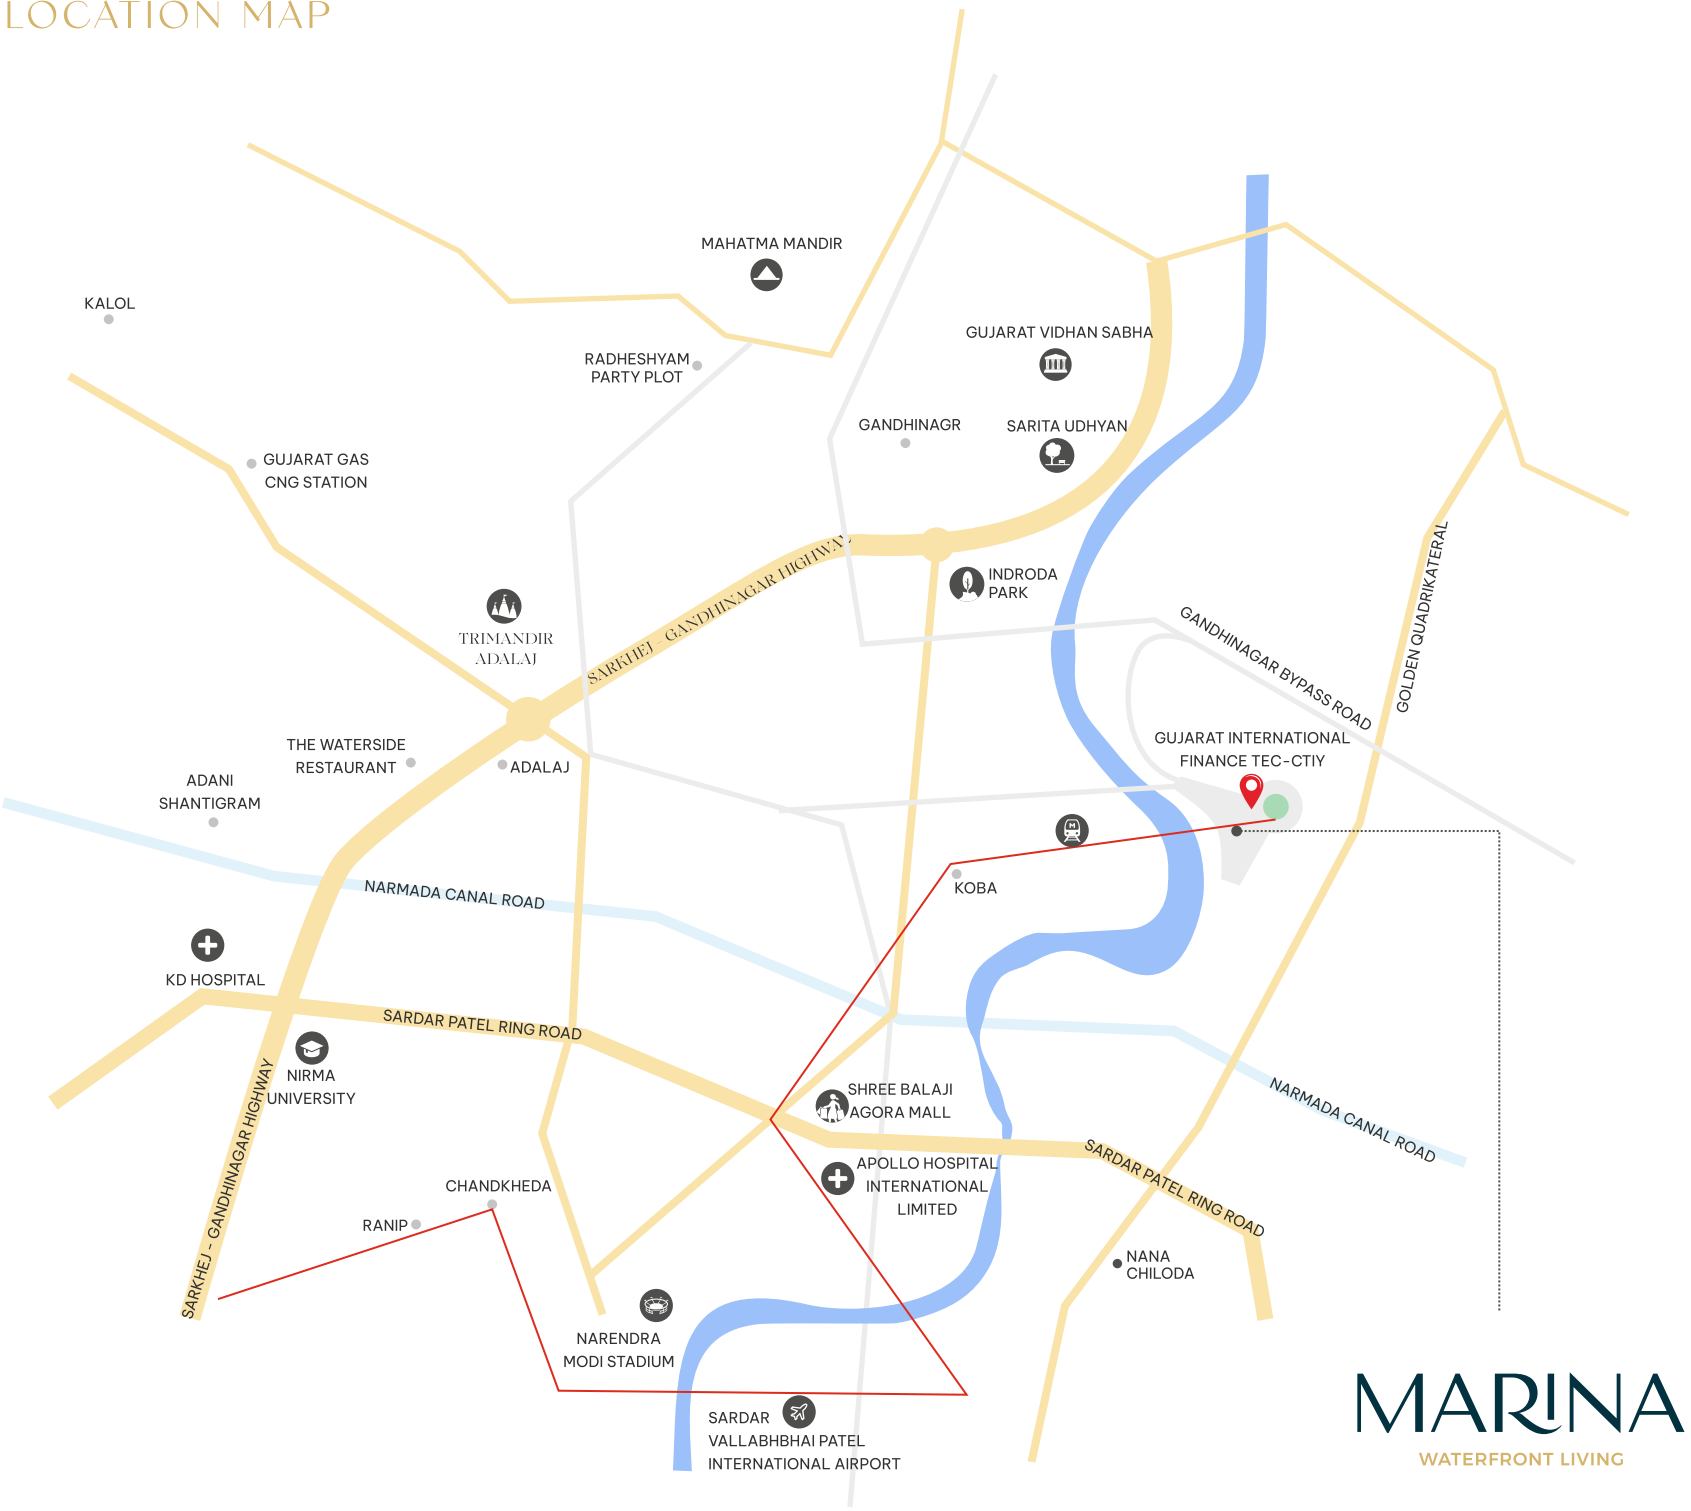 LOCATION MAP
MAHATMA MANDIR
KALOL
GUJARAT VIDHAN SABHA
RADHESHYAM
PARTY PLOT
GANDHINAGR
SARITA UDHYAN
GUJARAT GAS
CNG STATION
SARKHEJ - GANDHINAGAR HIGHWAY
INDRODA
PARK
GOLDEN QUADRIKATERAL
GANDHINAGAR BYPASS ROAD
TRIMANDIR
ADALAJ
THE WATERSIDE
RESTAURANT
ADALAJ
GUJARAT INTERNATIONAL
FINANCE TEC-CTIY
ADANI
SHANTIGRAM
M
NARMADA CANAL ROAD
KOBA
KD HOSPITAL
SARDAR PATEL RING ROAD
NIRMA
UNIVERSITY
SARKHEJ - GANDHINAGAR HIGHWAY
SHREE BALAJI
AGORA MALL
NARMADA CANAL ROAD
APOLLO HOSPITAL
INTERNATIONAL
LIMITED
SARDAR PATEL RING ROAD
CHANDKHEDA
RANIP
NANA
CHILODA
NARENDRA
MODI STADIUM
SARDAR
VALLABHBHAI PATEL
INTERNATIONAL AIRPORT
MARINA
WATERFRONT LIVING